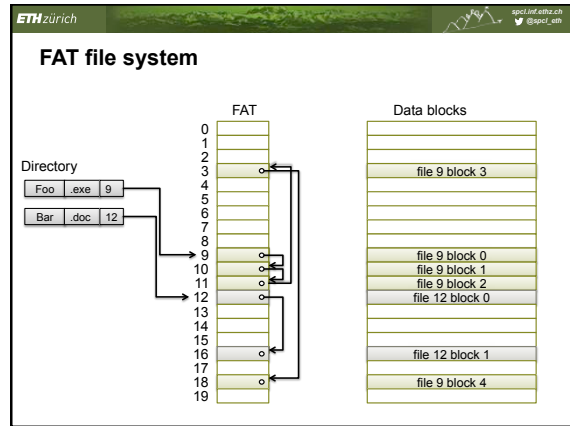 ETHzürich
spcl.inf.ethz.ch
@spcl_eth
FAT file system
FAT
Data blocks
Directory
Foo .exe 9
Bar .doc 12
0
1
2
3 file 9 block 3
4
5
6
7
8
9 file 9 block 0
10 file 9 block 1
11 file 9 block 2
12 file 12 block 0
13
14
15
16 file 12 block 1
17
18 file 9 block 4
19